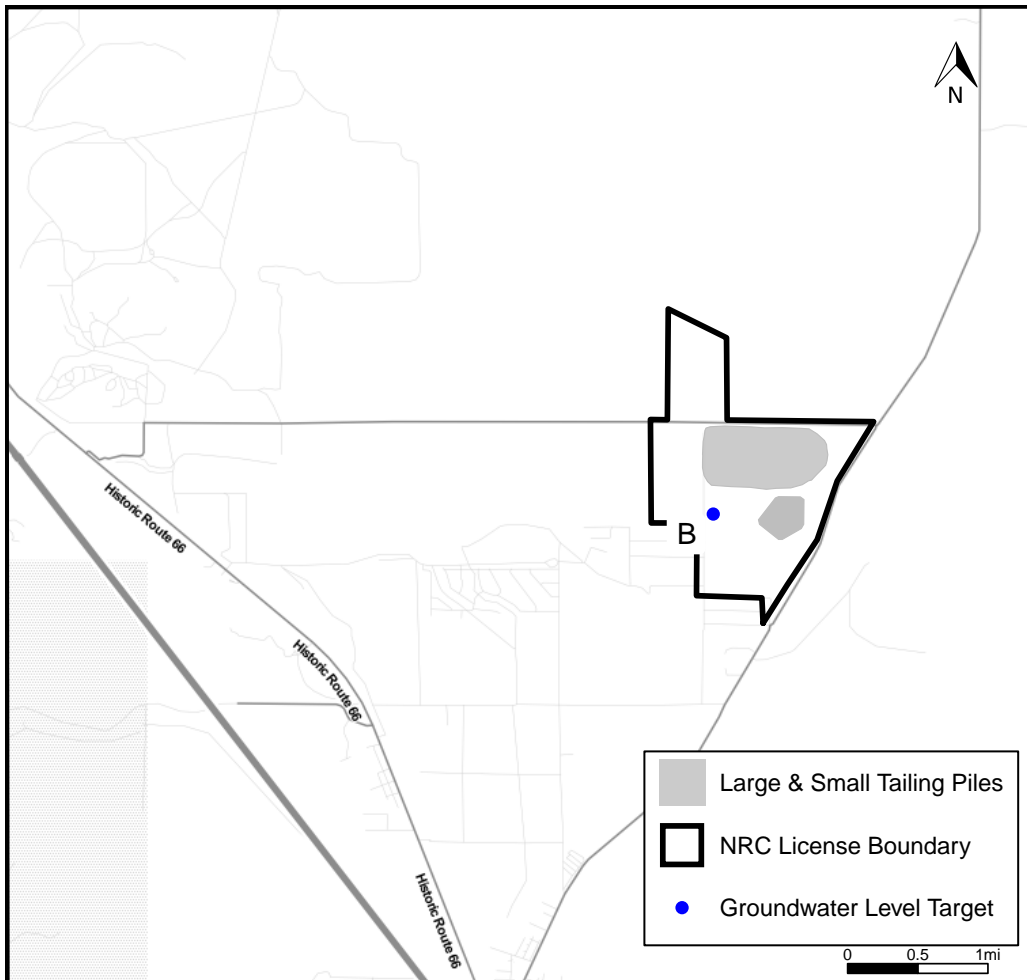 N
B
Historic Route 66
Historic Route 66
Historic Route 66
Large & Small Tailing Piles
NRC License Boundary
Groundwater Level Target
0 0.5 1mi